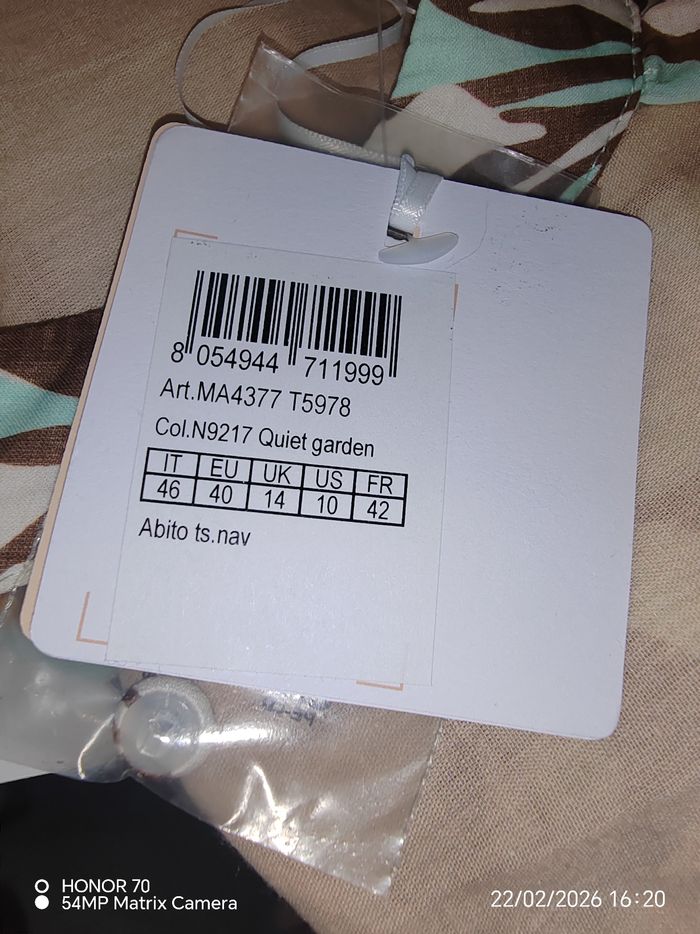 8 054944 711999
Art.MA4377 T5978
Col.N9217 Quiet garden
IT EU UK US FR
46 40 14 10 42
Abito ts.nav
HONOR 70
54MP Matrix Camera
22/02/2026 16:20